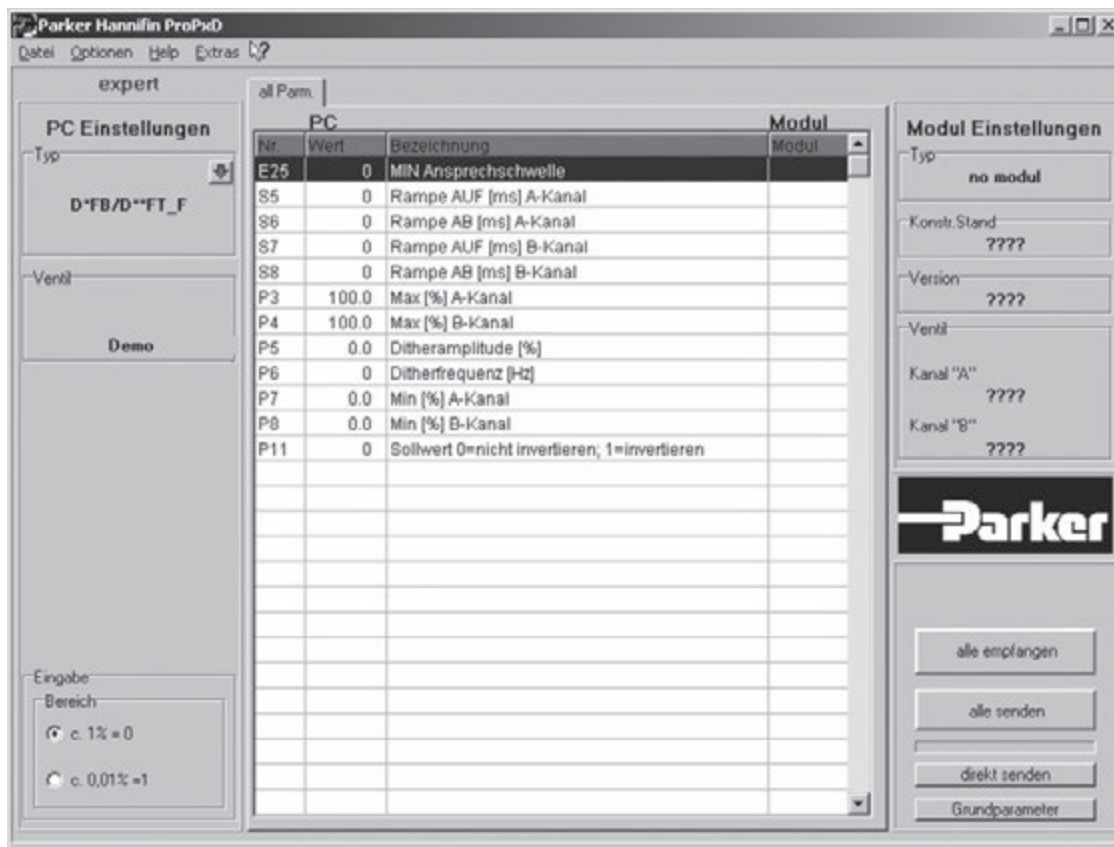 Parker Hannifin ProPxD
Datei Optionen Help Extras
expert
PC Einstellungen
Typ
D*FB/D**FT_F
Ventil
Demo
Eingabe
Bereich
c. 1% = 0
c. 0,01% =1
all Parm.
PC Modul
Nr. Wert Bezeichnung Modul
E25 0 MIN Ansprechschwelle
S5 0 Rampe AUF [ms] A-Kanal
S6 0 Rampe AB [ms] A-Kanal
S7 0 Rampe AUF [ms] B-Kanal
S8 0 Rampe AB [ms] B-Kanal
P3 100.0 Max [%] A-Kanal
P4 100.0 Max [%] B-Kanal
P5 0.0 Ditheramplitude [%]
P6 0 Ditherfrequenz [Hz]
P7 0.0 Min [%] A-Kanal
P8 0.0 Min [%] B-Kanal
P11 0 Sollwert 0=nicht invertieren; 1=invertieren
Modul Einstellungen
Typ
no modul
Konstr.Stand
????
Version
????
Ventil
Kanal "A"
????
Kanal "B"
????
Parker
alle empfangen
alle senden
direkt senden
Grundparameter